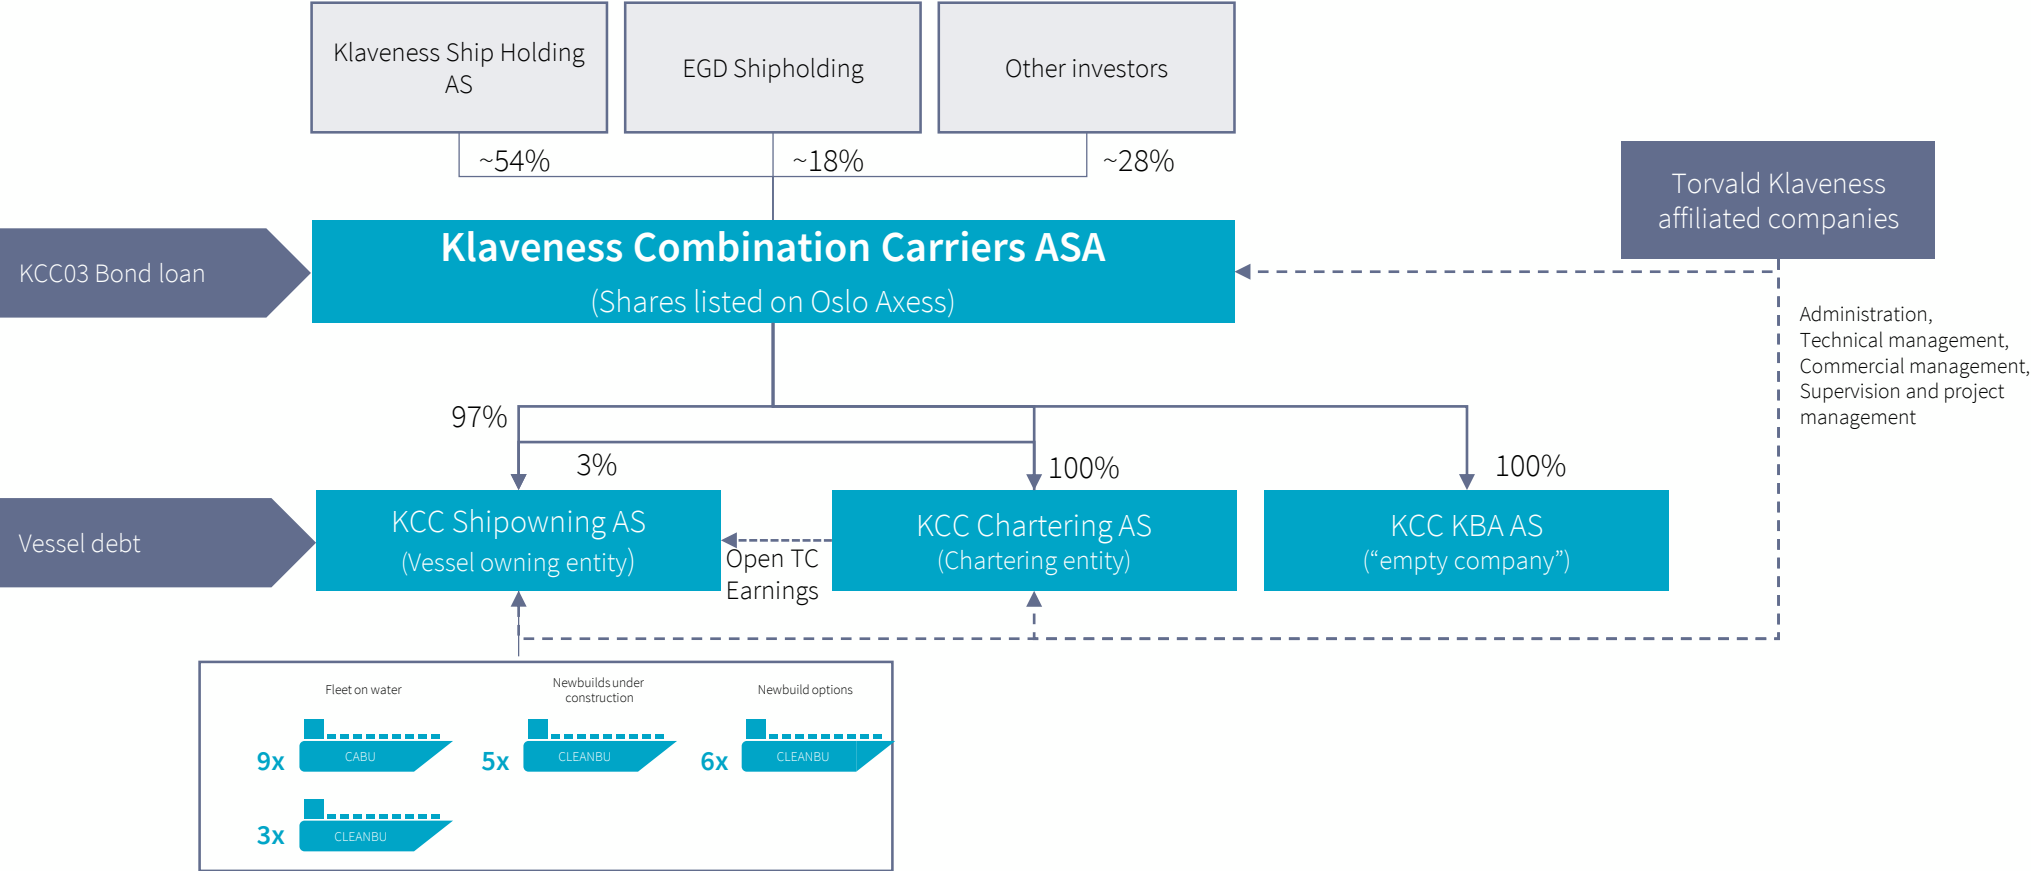 Klaveness Ship Holding
AS
EGD Shipholding
Other investors
~54%
~18%
~28%
Torvald Klaveness
affiliated companies
KCC03 Bond loan
Klaveness Combination Carriers ASA
(Shares listed on Oslo Axess)
Administration,
Technical management,
Commercial management,
Supervision and project
management
97%
3%
100%
100%
Vessel debt
KCC Shipowning AS
(Vessel owning entity)
Open TC
Earnings
KCC Chartering AS
(Chartering entity)
KCC KBA AS
(“empty company”)
Fleet on water
Newbuilds under
construction
Newbuild options
9x
CABU
5x
CLEANBU
6x
CLEANBU
3x
CLEANBU